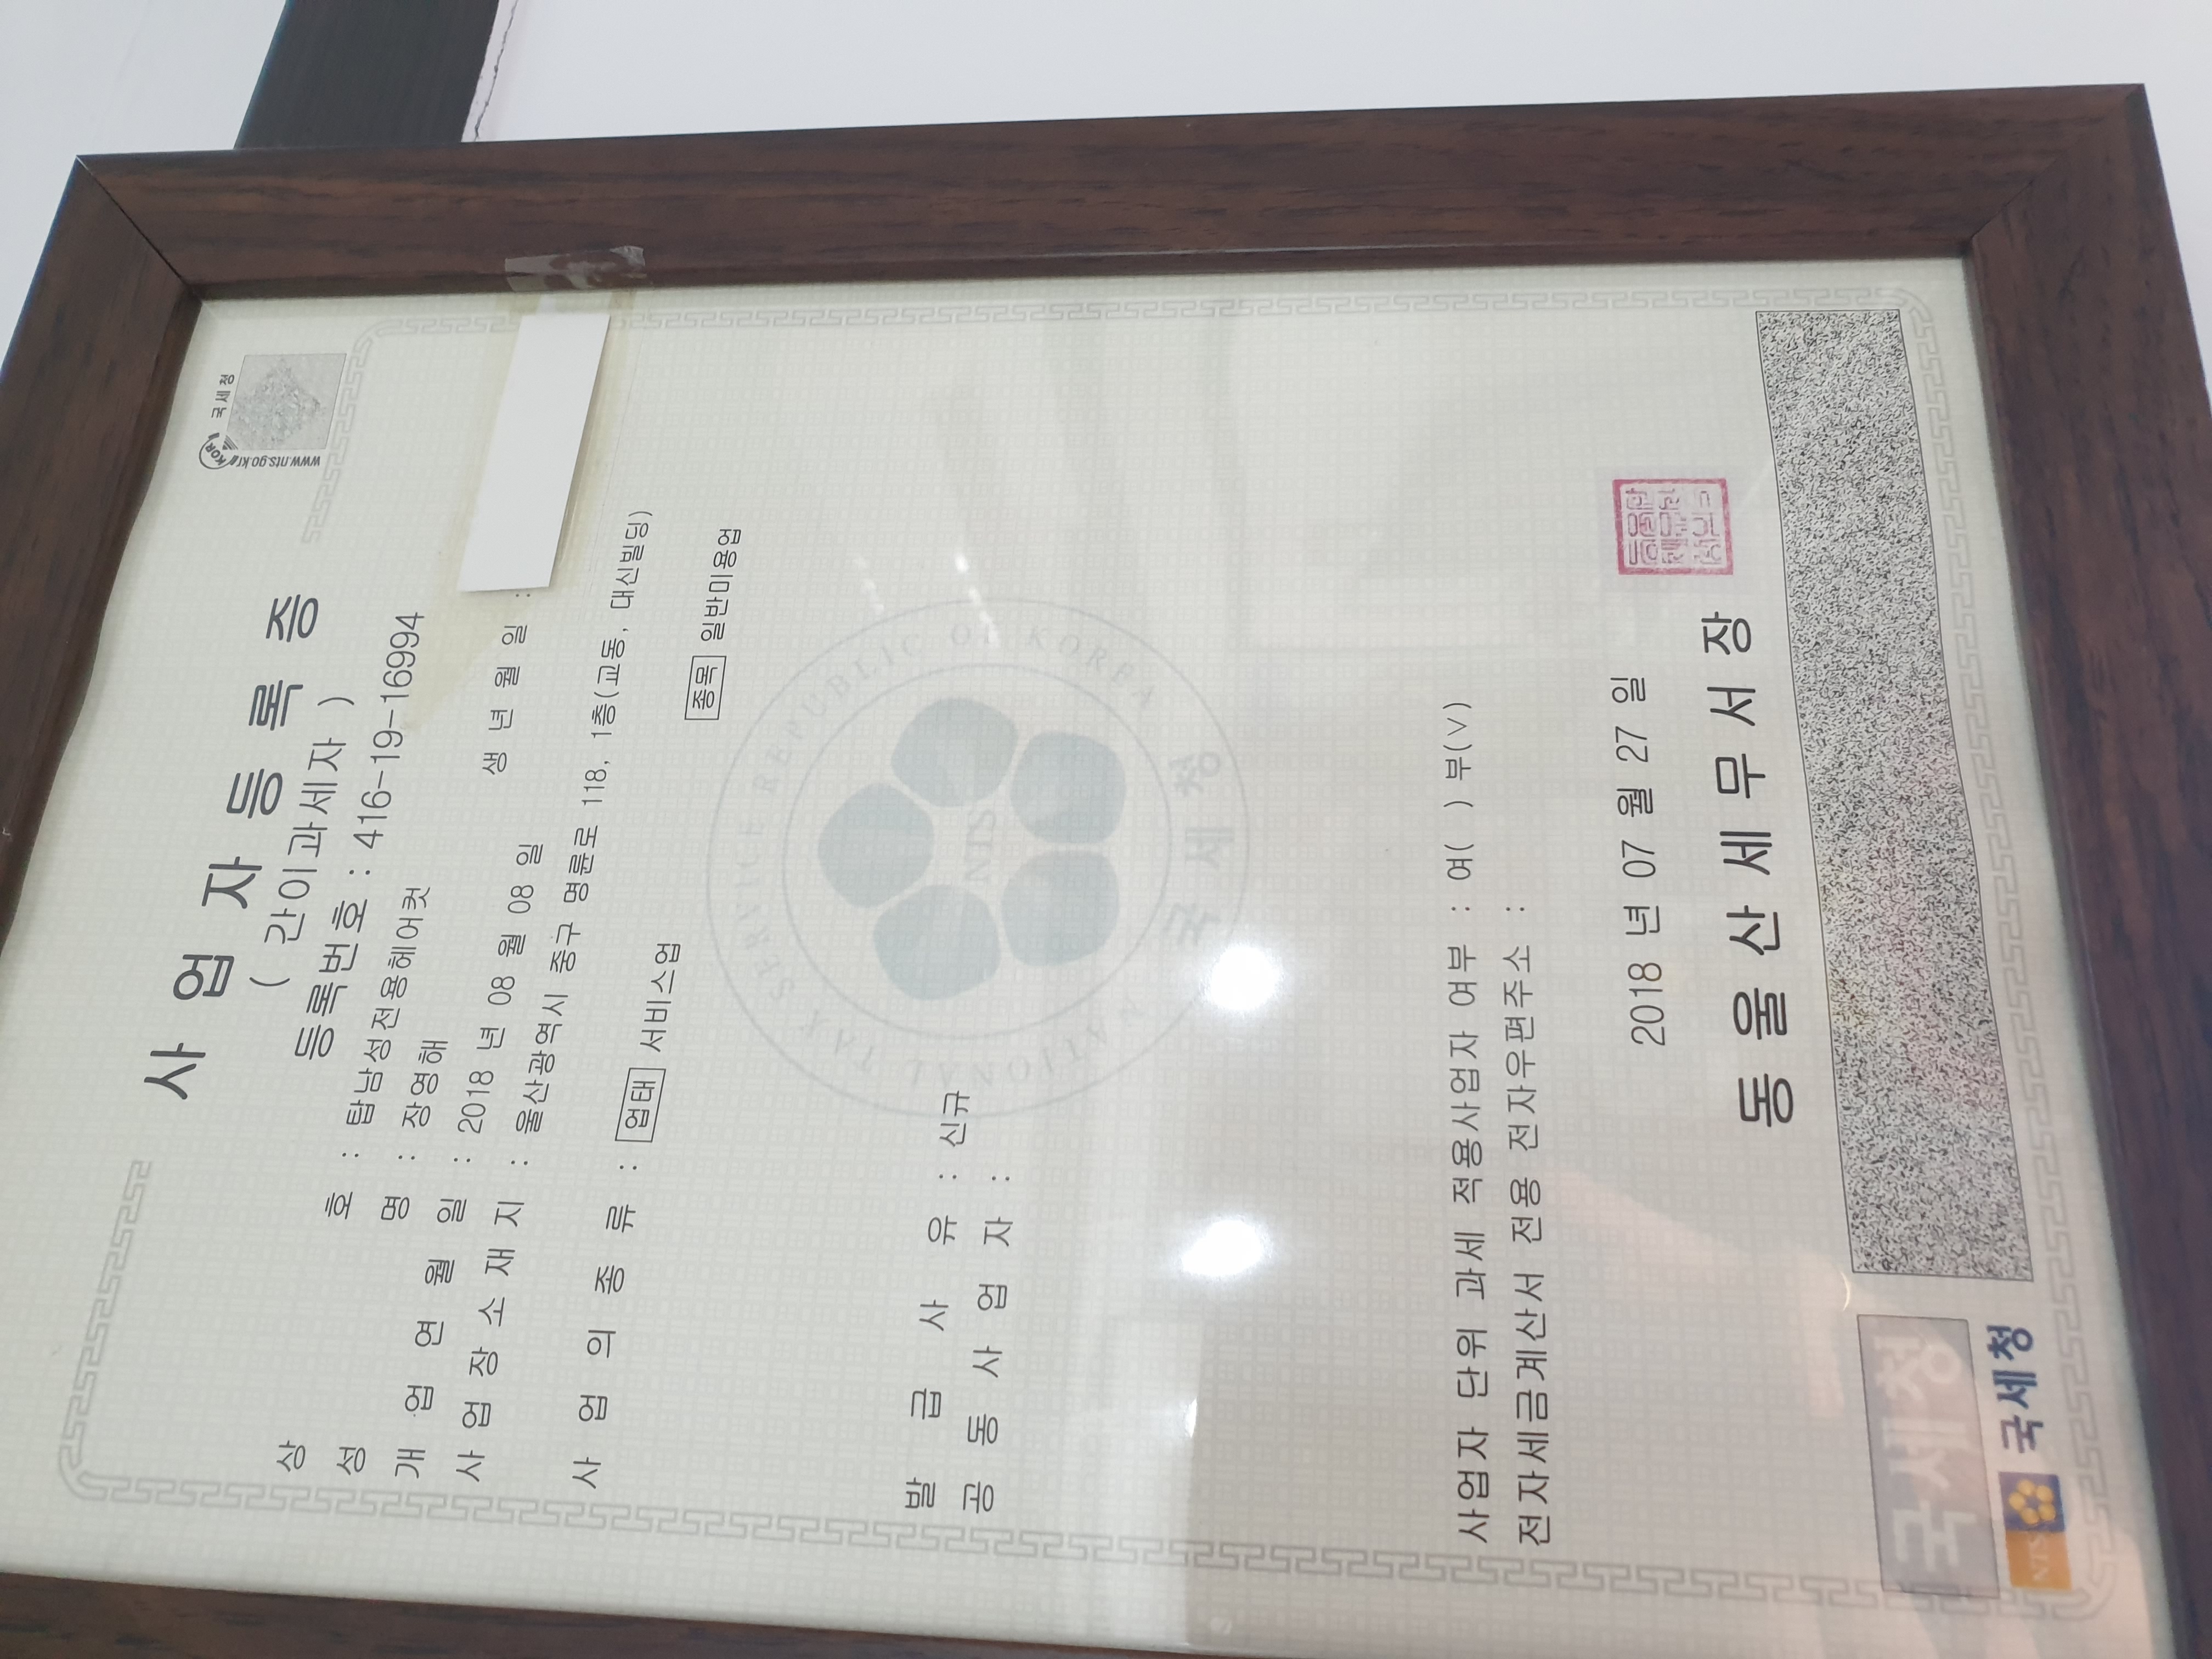 국세청
www.nts.go.kr
사업자등록증
( 간이과세자 )
등록번호 : 416-19-16994
상 호 : 탑남성전용헤어컷
성 명 : 장영해 생 년 월 일 :
개 업 연 월 일 : 2018 년 08 월 08 일
사 업 장 소 재 지 : 울산광역시 중구 명륜로 118, 1층(교동, 대신빌딩)
사 업 의 종 류 : 업태 서비스업 종목 일반미용업
NATIONAL TAX SERVICE REPUBLIC OF KOREA
NTS
국세청
발 급 사 유 : 신규
공 동 사 업 자 :
사업자 단위 과세 적용사업자 여부 : 여( ) 부(∨)
전자세금계산서 전용 전자우편주소 :
2018 년 07 월 27 일
동울산세무서장
국세청
NTS 국세청